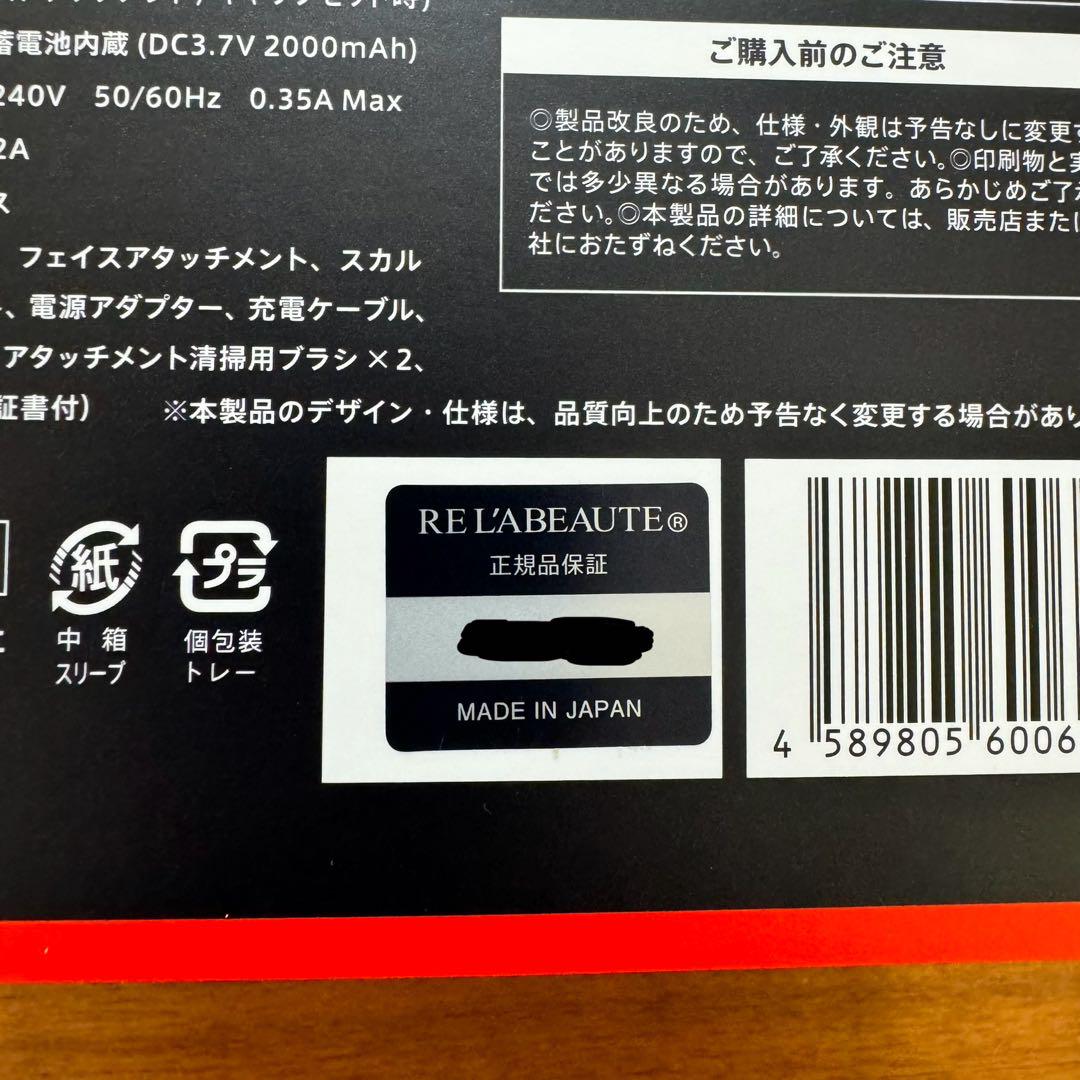 蓄電池内蔵 (DC3.7V 2000mAh)
240V 50/60Hz 0.35A Max
2A
ス
フェイスアタッチメント、スカル
、電源アダプター、充電ケーブル、
アタッチメント清掃用ブラシ×2、
証書付) ※本製品のデザイン・仕様は、品質向上のため予告なく変更する場合があり
ご購入前のご注意
◎製品改良のため、仕様・外観は予告なしに変更す
ことがありますので、ご了承ください。◎印刷物と実
では多少異なる場合があります。あらかじめご了承
ださい。◎本製品の詳細については、販売店または
社におたずねください。
紙
中箱
スリーブ
プラ
個包装
トレー
RE L'ABEAUTE®
正規品保証
MADE IN JAPAN
4 589805 6006